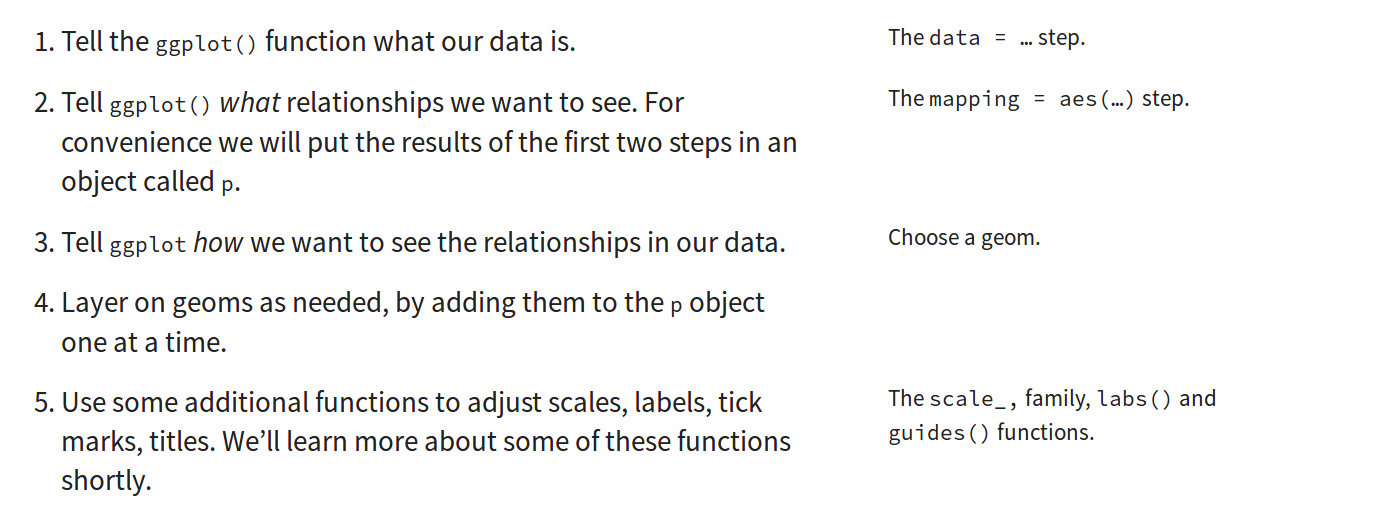 1. Tell the ggplot() function what our data is.
The data = … step.
2. Tell ggplot() what relationships we want to see. For
convenience we will put the results of the first two steps in an
object called p.
The mapping = aes(…) step.
3. Tell ggplot how we want to see the relationships in our data.
Choose a geom.
4. Layer on geoms as needed, by adding them to the p object
one at a time.
5. Use some additional functions to adjust scales, labels, tick
marks, titles. We’ll learn more about some of these functions
shortly.
The scale_, family, labs() and
guides() functions.